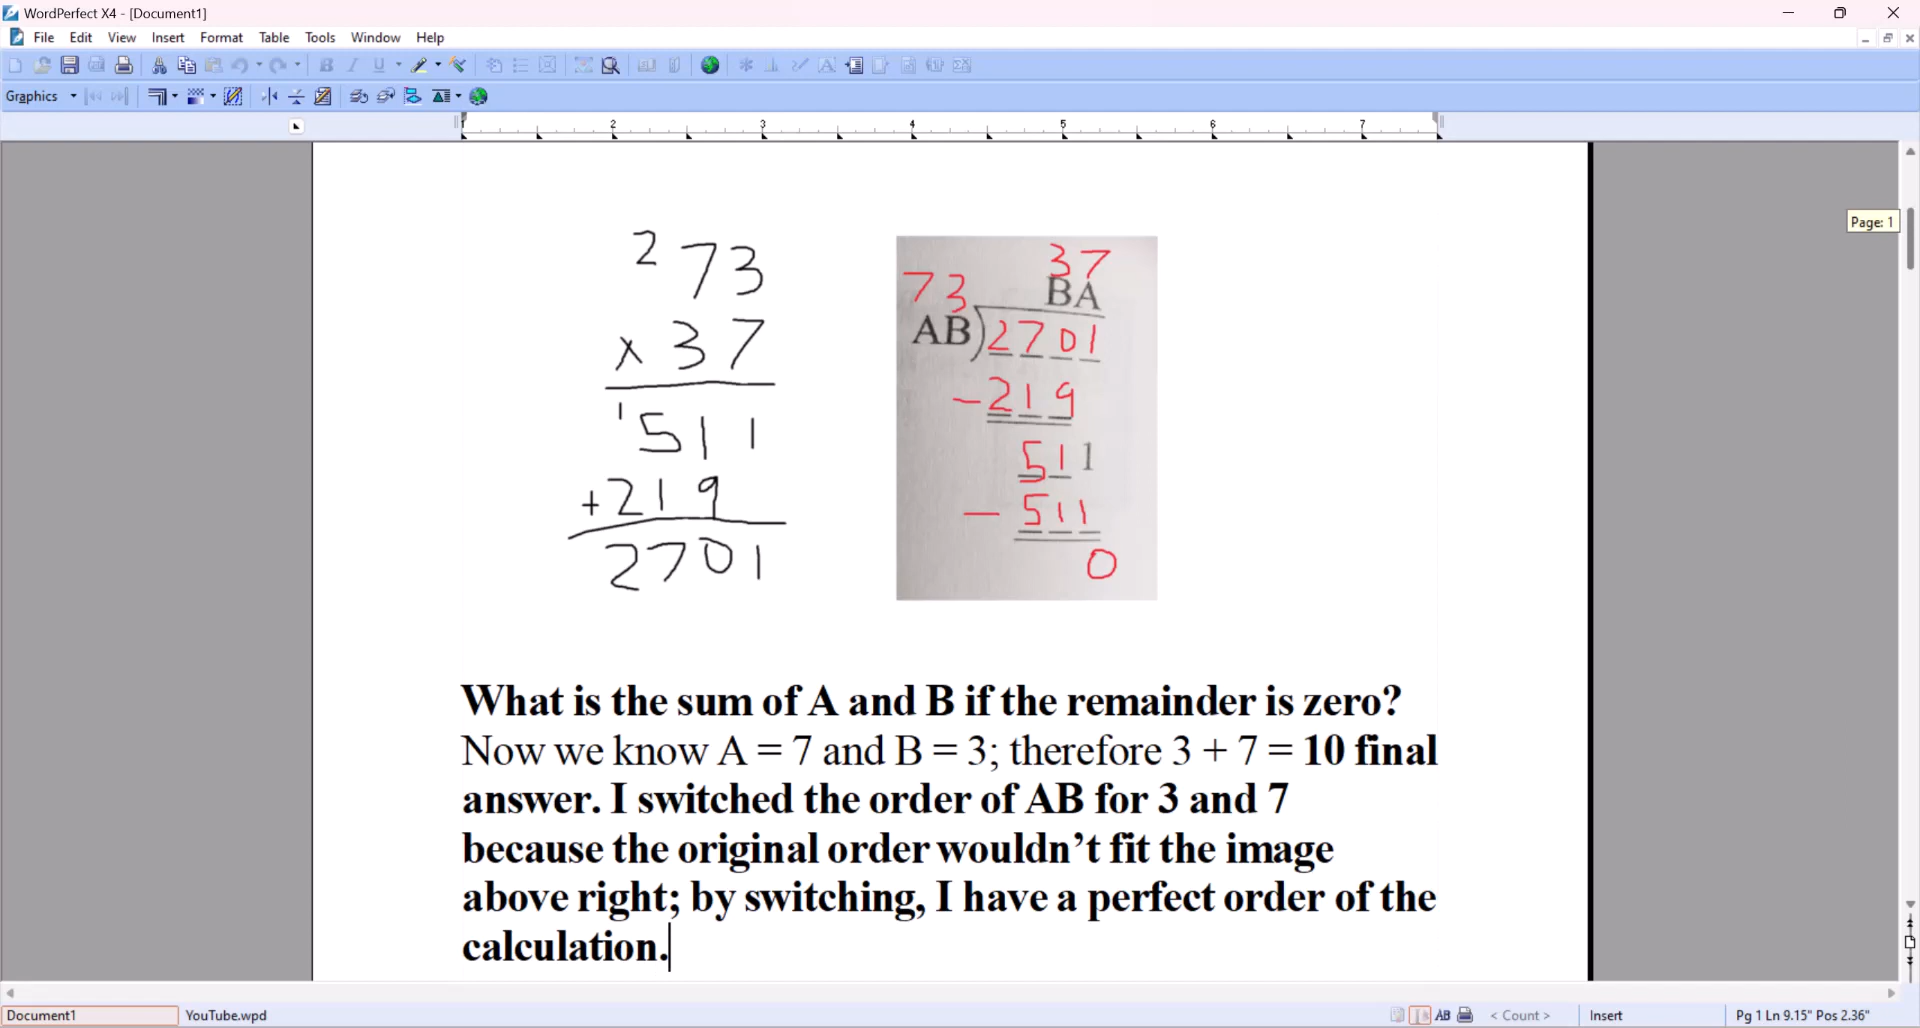 WordPerfect X4 - [Document1]
File Edit View Insert Format Table Tools Window Help
Graphics
1 2 3 4 5 6 7
Page: 1
2 73
x 37
1 511
+219
2701
37
73 BA
AB)2701
-219
511
-511
0
What is the sum of A and B if the remainder is zero?
Now we know A = 7 and B = 3; therefore 3 + 7 = 10 final
answer. I switched the order of AB for 3 and 7
because the original order wouldn’t fit the image
above right; by switching, I have a perfect order of the
calculation.
Document1 YouTube.wpd AB < Count > Insert Pg 1 Ln 9.15" Pos 2.36"